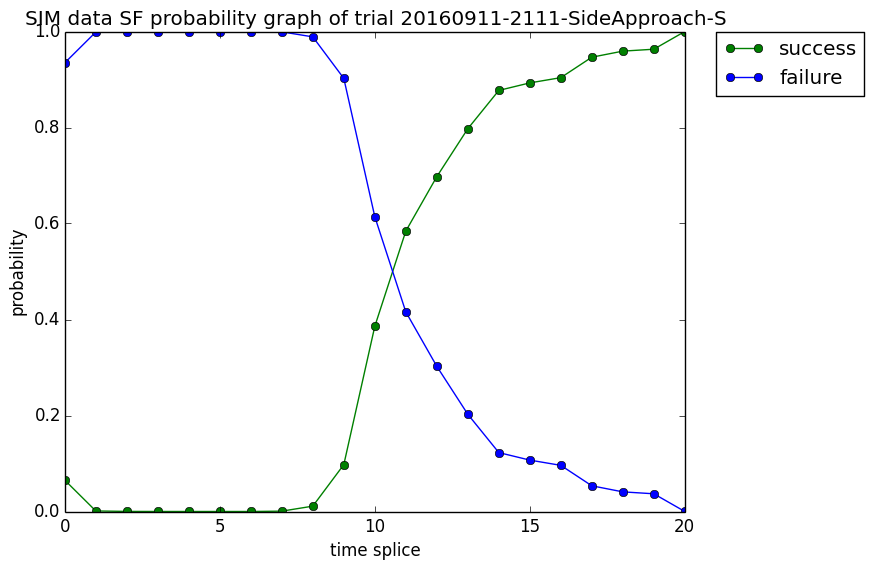 SJM data SF probability graph of trial 20160911-2111-SideApproach-S
success
failure
1.0
0.8
0.6
0.4
0.2
0.0
probability
0 5 10 15 20
time splice